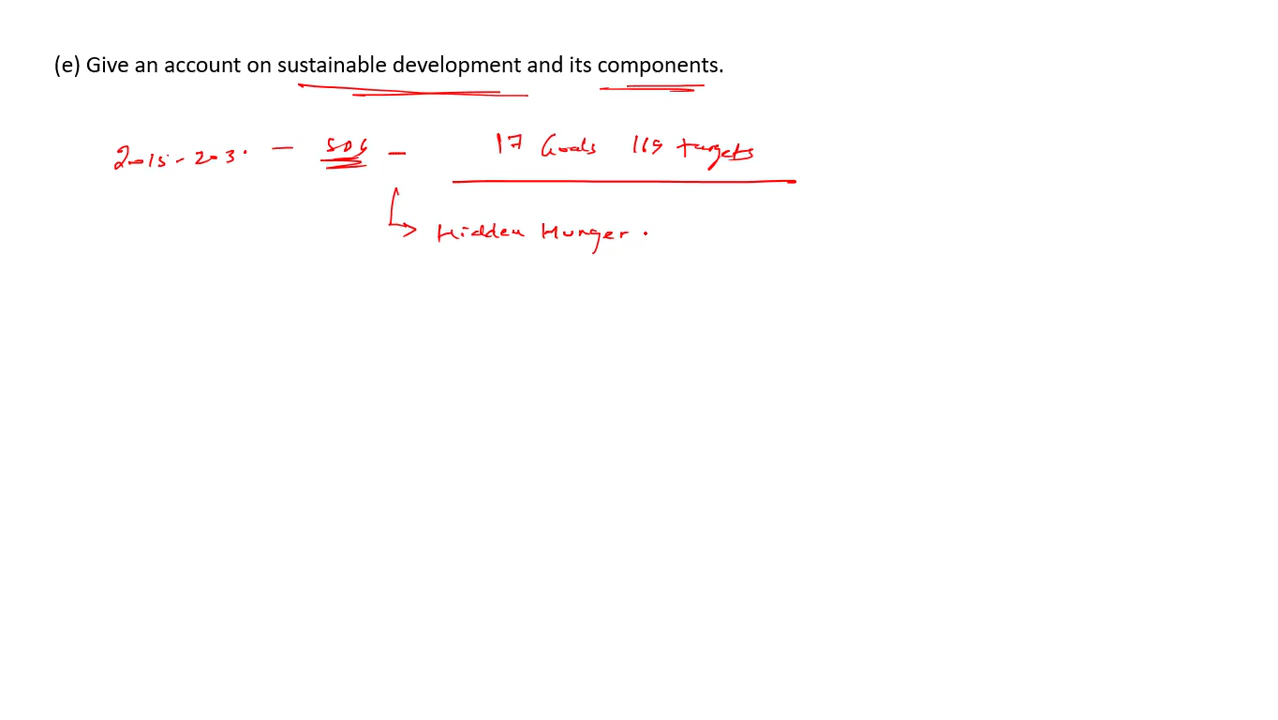 (e) Give an account on sustainable development and its components.
2015-2030 - SDG - 17 Goals 169 targets
Hidden Hunger.